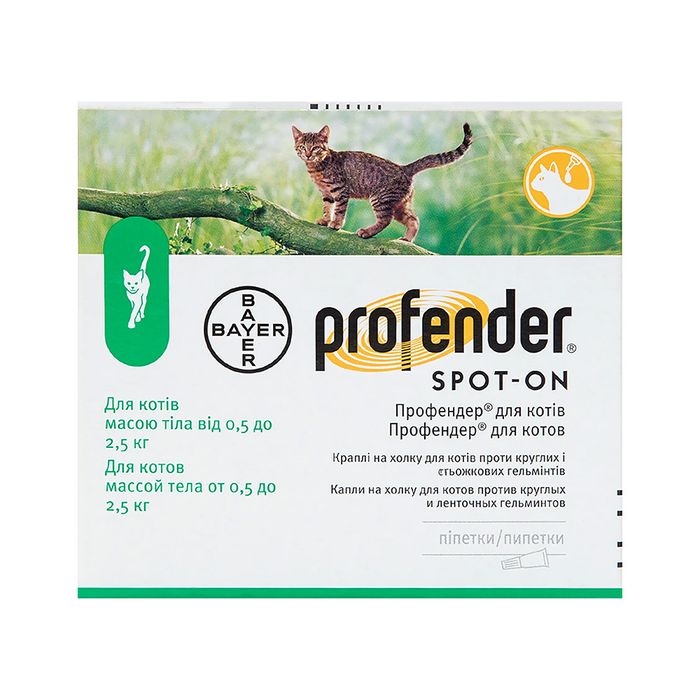 BAYER
BAYER
profender®
SPOT-ON
Для котів
масою тіла від 0,5 до
2,5 кг
Для котов
массой тела от 0,5 до
2,5 кг
Профендер® для котів
Профендер® для котов
Краплі на холку для котів проти круглих і
стьожкових гельмінтів
Капли на холку для котов против круглых
и ленточных гельминтов
піпетки/пипетки